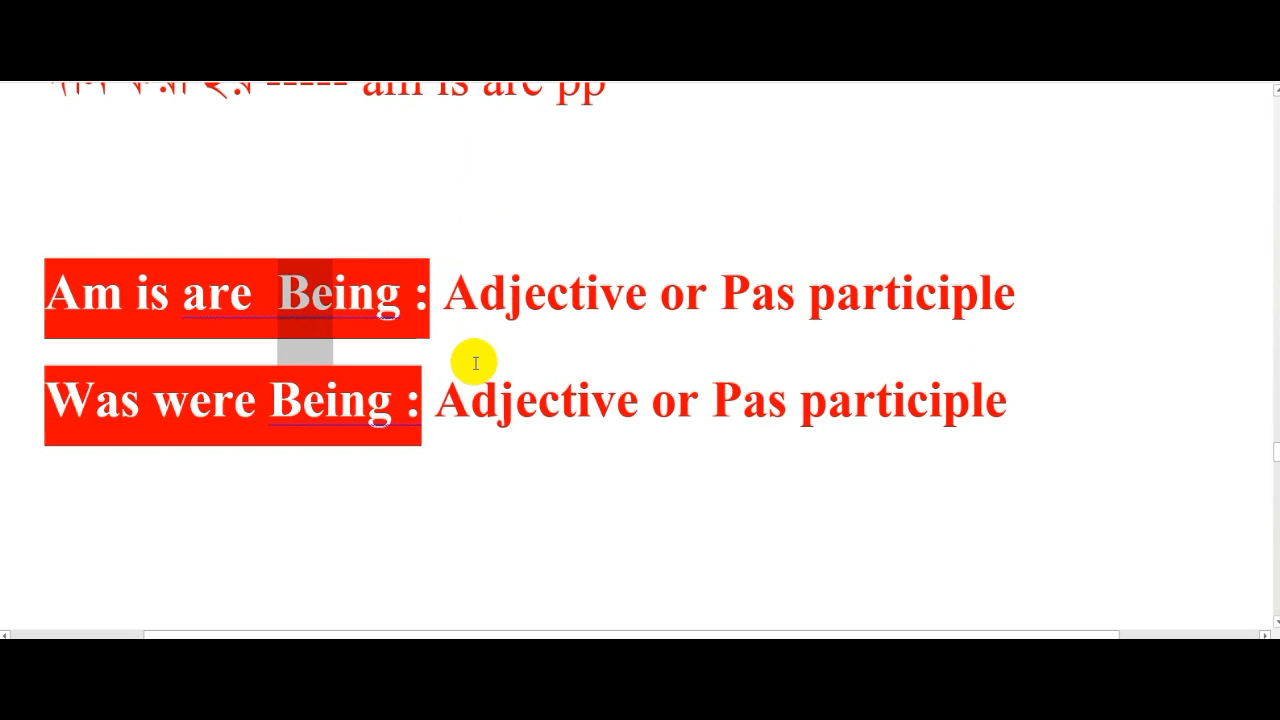 ----- am is are pp
Am is are Being : Adjective or Pas participle
Was were Being : Adjective or Pas participle